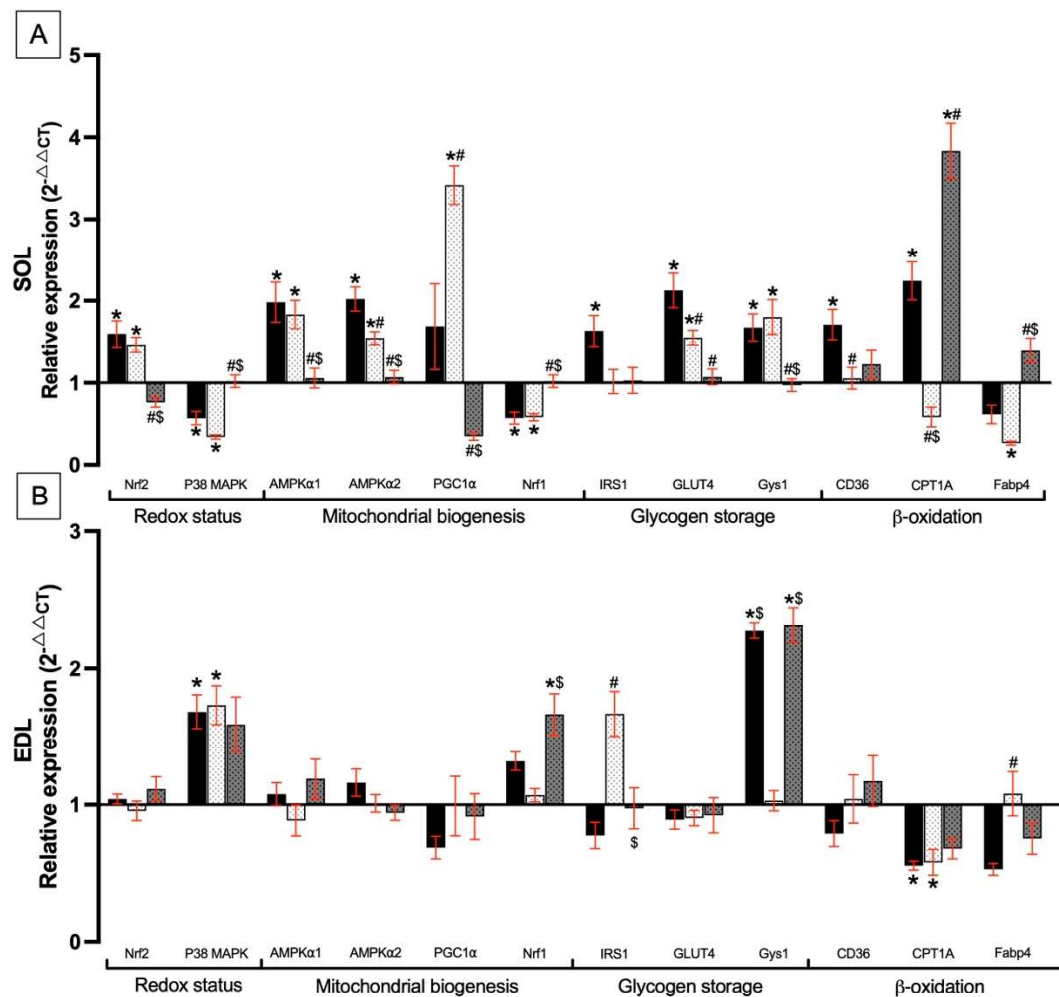 A
SOL
Relative expression (2-△△CT)
5
4
3
2
1
0
* * #$
* * #$
* * #$
* *# #$
*# #$
* * #$
*
* *# #
* * #$
* #
* #$ *#
* #$
Nrf2 P38 MAPK AMPKα1 AMPKα2 PGC1α Nrf1 IRS1 GLUT4 Gys1 CD36 CPT1A Fabp4
Redox status Mitochondrial biogenesis Glycogen storage β-oxidation
B
EDL
Relative expression (2-△△CT)
3
2
1
0
* *
*$
# $
*$ *$
* *
#
Nrf2 P38 MAPK AMPKα1 AMPKα2 PGC1α Nrf1 IRS1 GLUT4 Gys1 CD36 CPT1A Fabp4
Redox status Mitochondrial biogenesis Glycogen storage β-oxidation